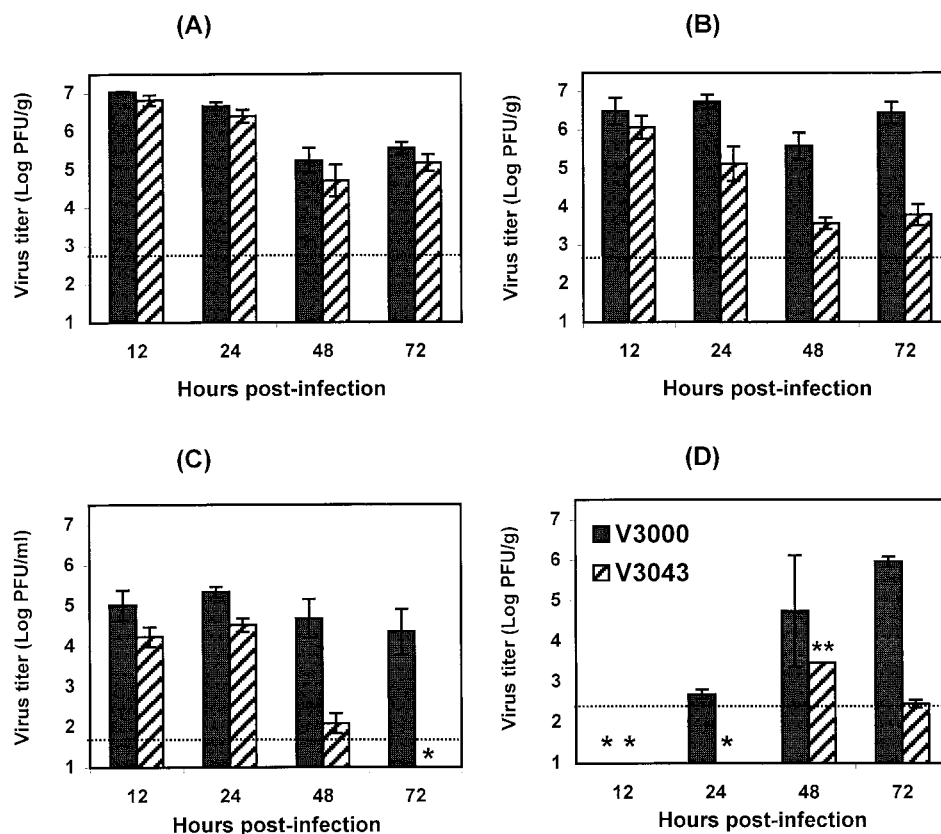 (A)
Virus titer (Log PFU/g)
7
6
5
4
3
2
1
12 24 48 72
Hours post-infection
(B)
Virus titer (Log PFU/g)
7
6
5
4
3
2
1
12 24 48 72
Hours post-infection
(C)
Virus titer (Log PFU/ml)
7
6
5
4
3
2
1
*
12 24 48 72
Hours post-infection
(D)
Virus titer (Log PFU/g)
7
6
5
4
3
2
1
V3000
V3043
**
* * *
12 24 48 72
Hours post-infection